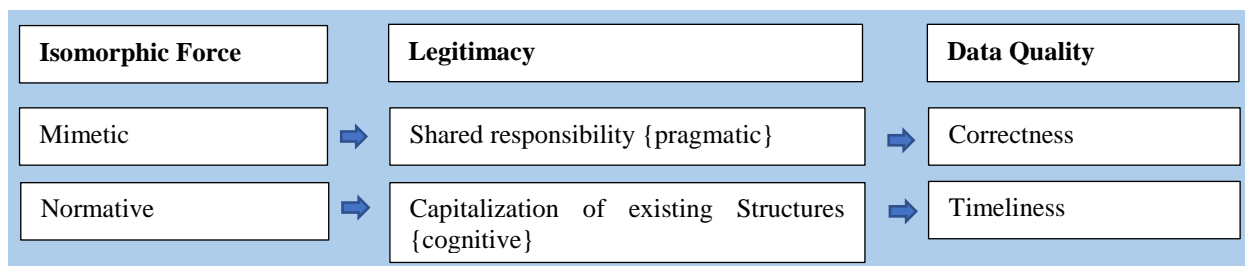 Isomorphic Force
Legitimacy
Data Quality
Mimetic
Shared responsibility {pragmatic}
Correctness
Normative
Capitalization of existing Structures
{cognitive}
Timeliness